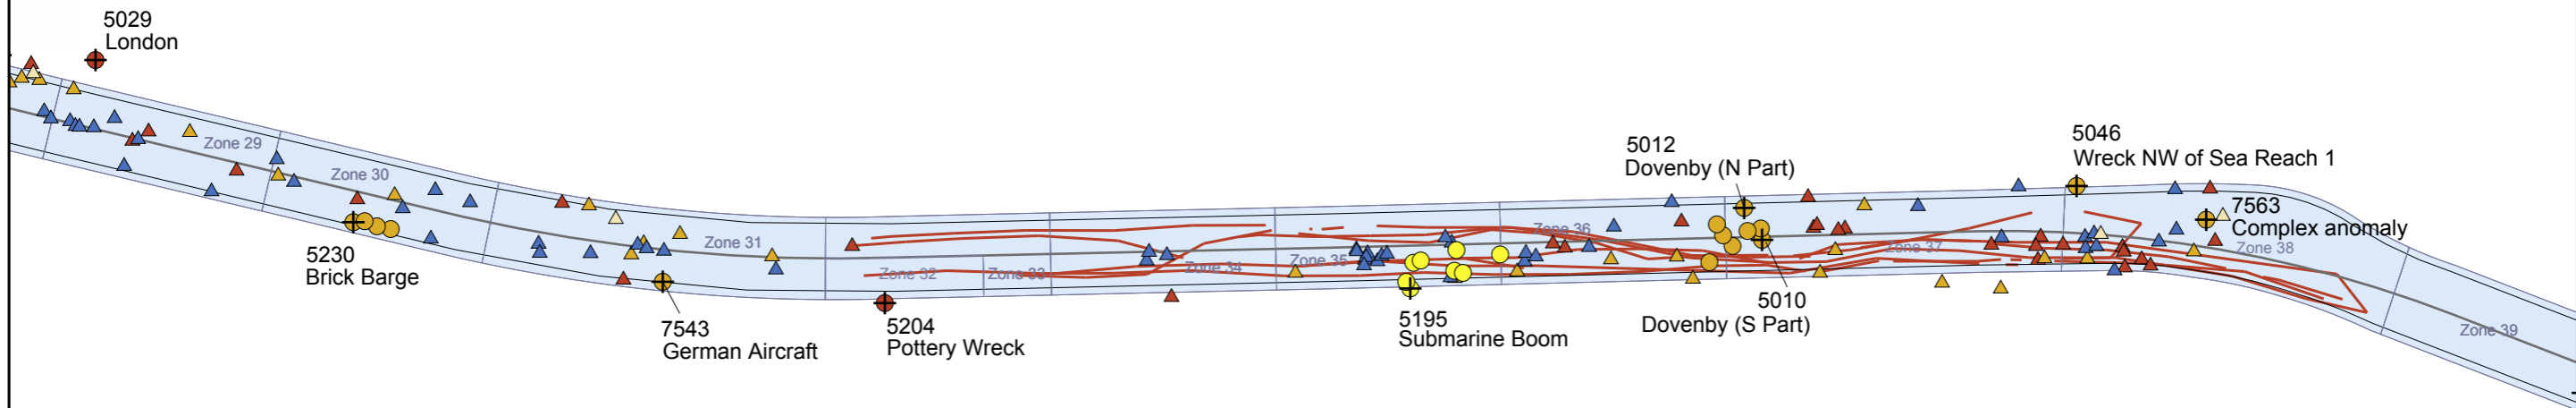 5029
London
Zone 29
Zone 30
5230
Brick Barge
Zone 31
7543
German Aircraft
Zone 32
5204
Pottery Wreck
Zone 33
Zone 34
Zone 35
5195
Submarine Boom
Zone 36
5012
Dovenby (N Part)
5010
Dovenby (S Part)
Zone 37
5046
Wreck NW of Sea Reach 1
7563
Complex anomaly
Zone 38
Zone 39